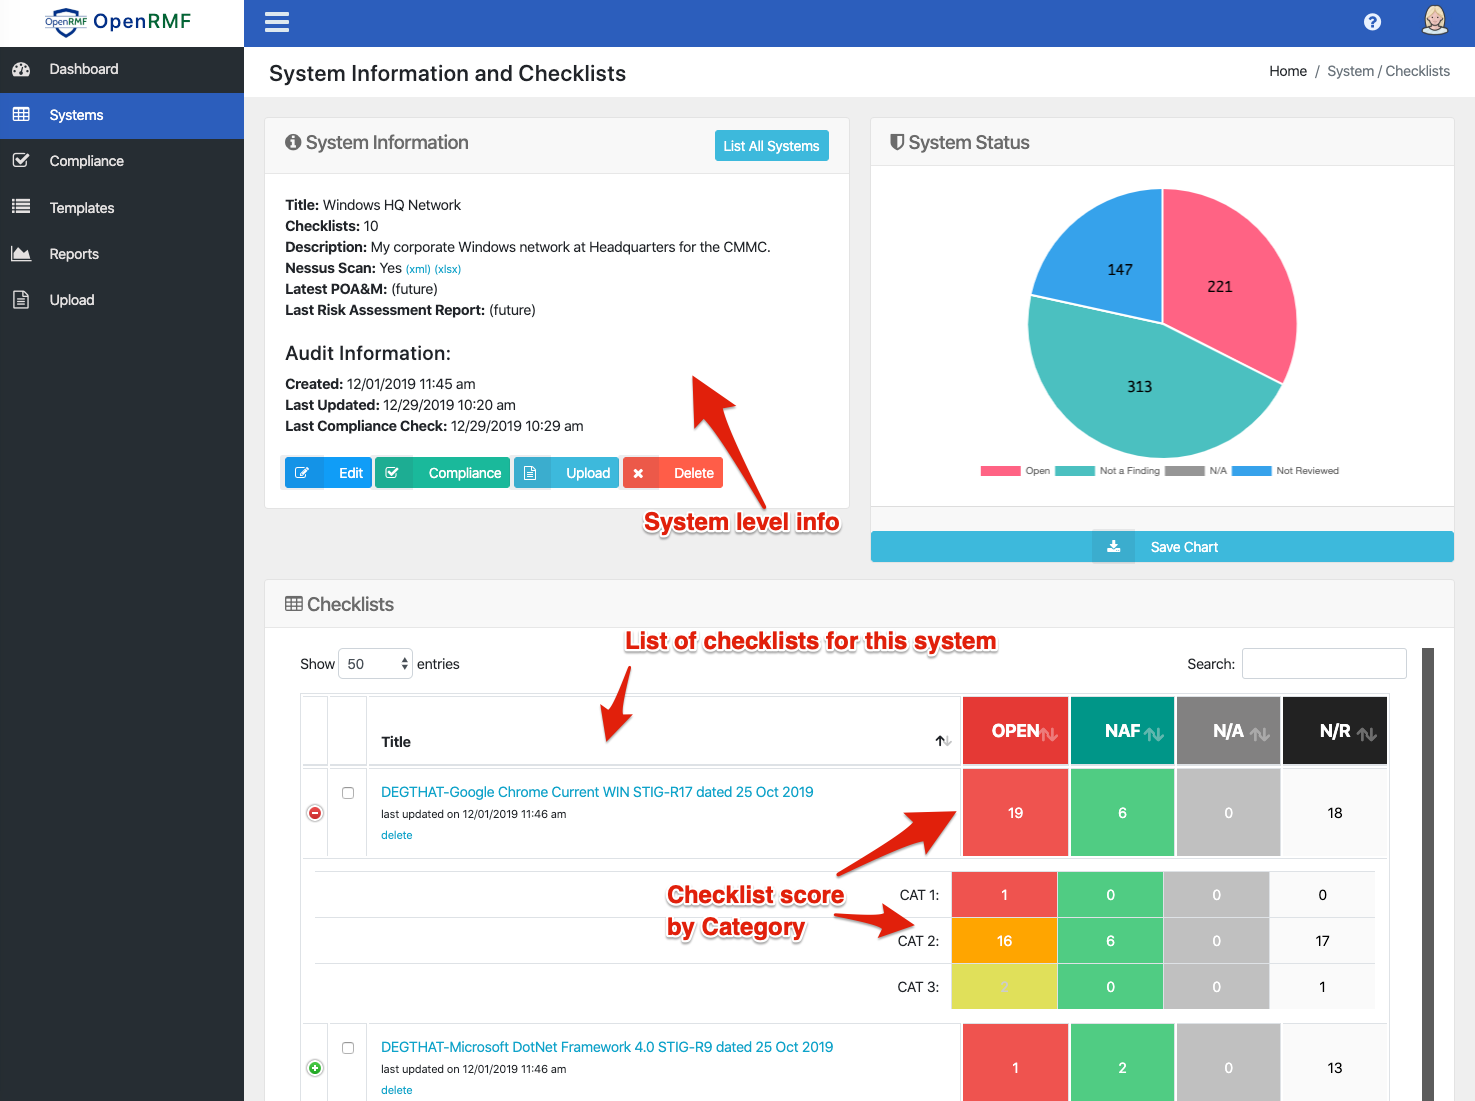 OpenRMF OpenRMF
Dashboard
Systems
Compliance
Templates
Reports
Upload
System Information and Checklists
Home / System / Checklists
System Information
List All Systems
Title: Windows HQ Network
Checklists: 10
Description: My corporate Windows network at Headquarters for the CMMC.
Nessus Scan: Yes (xml) (xlsx)
Latest POA&M: (future)
Last Risk Assessment Report: (future)
Audit Information:
Created: 12/01/2019 11:45 am
Last Updated: 12/29/2019 10:20 am
Last Compliance Check: 12/29/2019 10:29 am
Edit Compliance Upload Delete
System level info
System Status
147
221
313
Open Not a Finding N/A Not Reviewed
Save Chart
Checklists
List of checklists for this system
Show 50 entries
Search:
Title OPEN NAF N/A N/R
DEGTHAT-Google Chrome Current WIN STIG-R17 dated 25 Oct 2019
last updated on 12/01/2019 11:46 am
delete
19 6 0 18
Checklist score
by Category
CAT 1: 1 0 0 0
CAT 2: 16 6 0 17
CAT 3: 2 0 0 1
DEGTHAT-Microsoft DotNet Framework 4.0 STIG-R9 dated 25 Oct 2019
last updated on 12/01/2019 11:46 am
delete
1 2 0 13